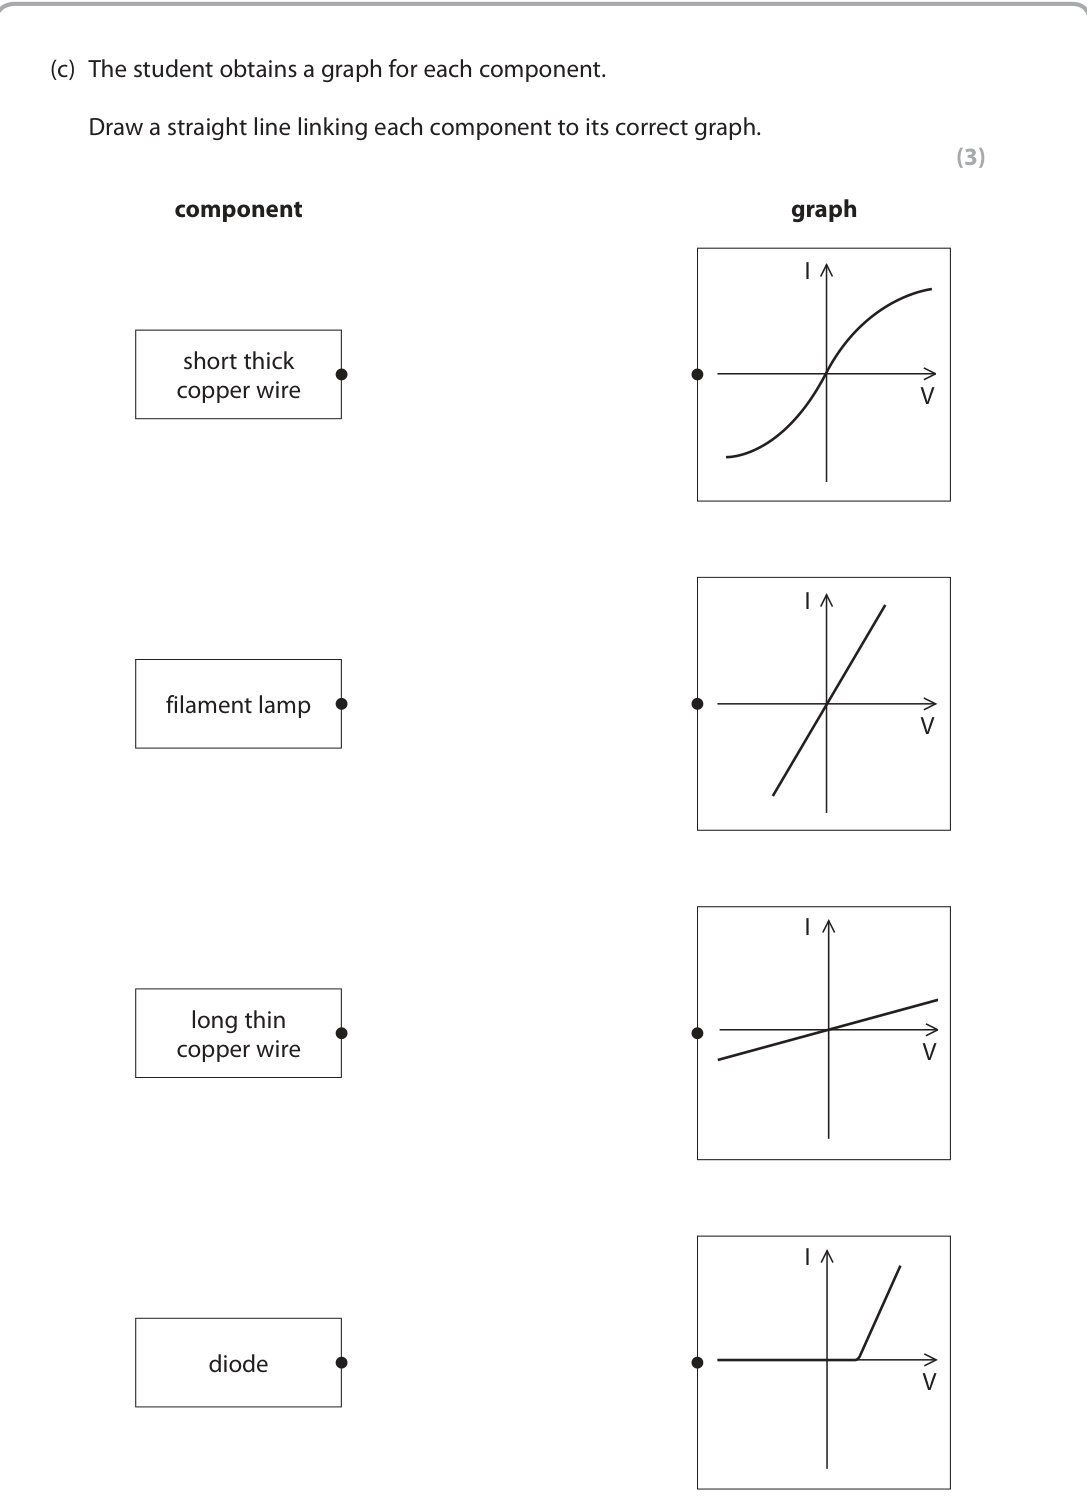 (c) The student obtains a graph for each component.
Draw a straight line linking each component to its correct graph.
(3)
component
graph
I
V
short thick
copper wire
I
V
filament lamp
I
V
long thin
copper wire
I
V
diode